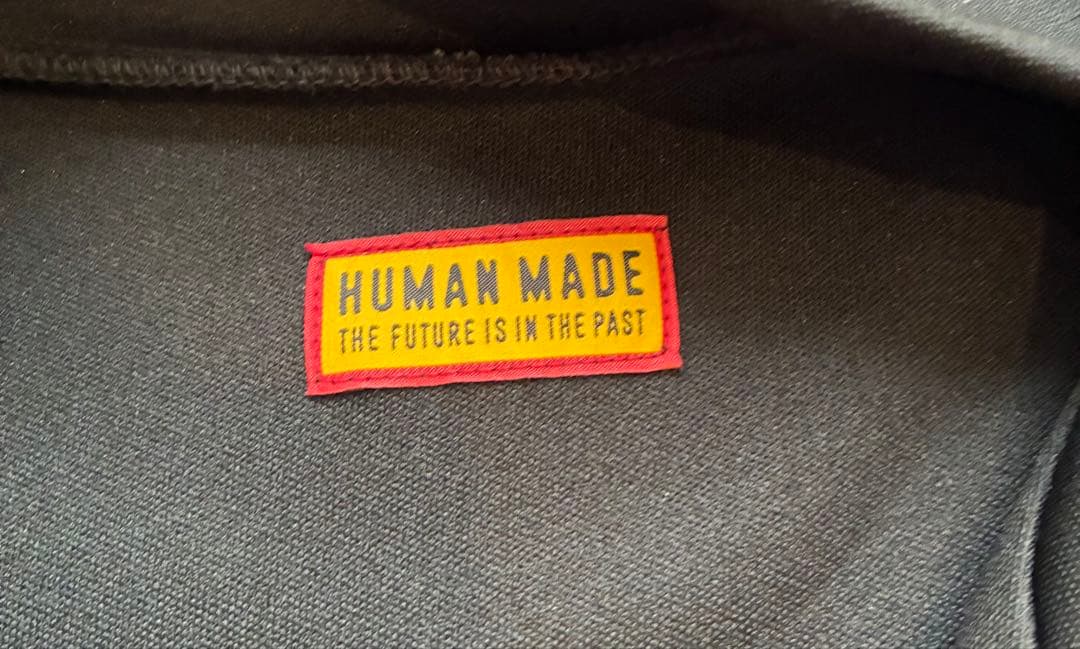 HUMAN MADE
THE FUTURE IS IN THE PAST